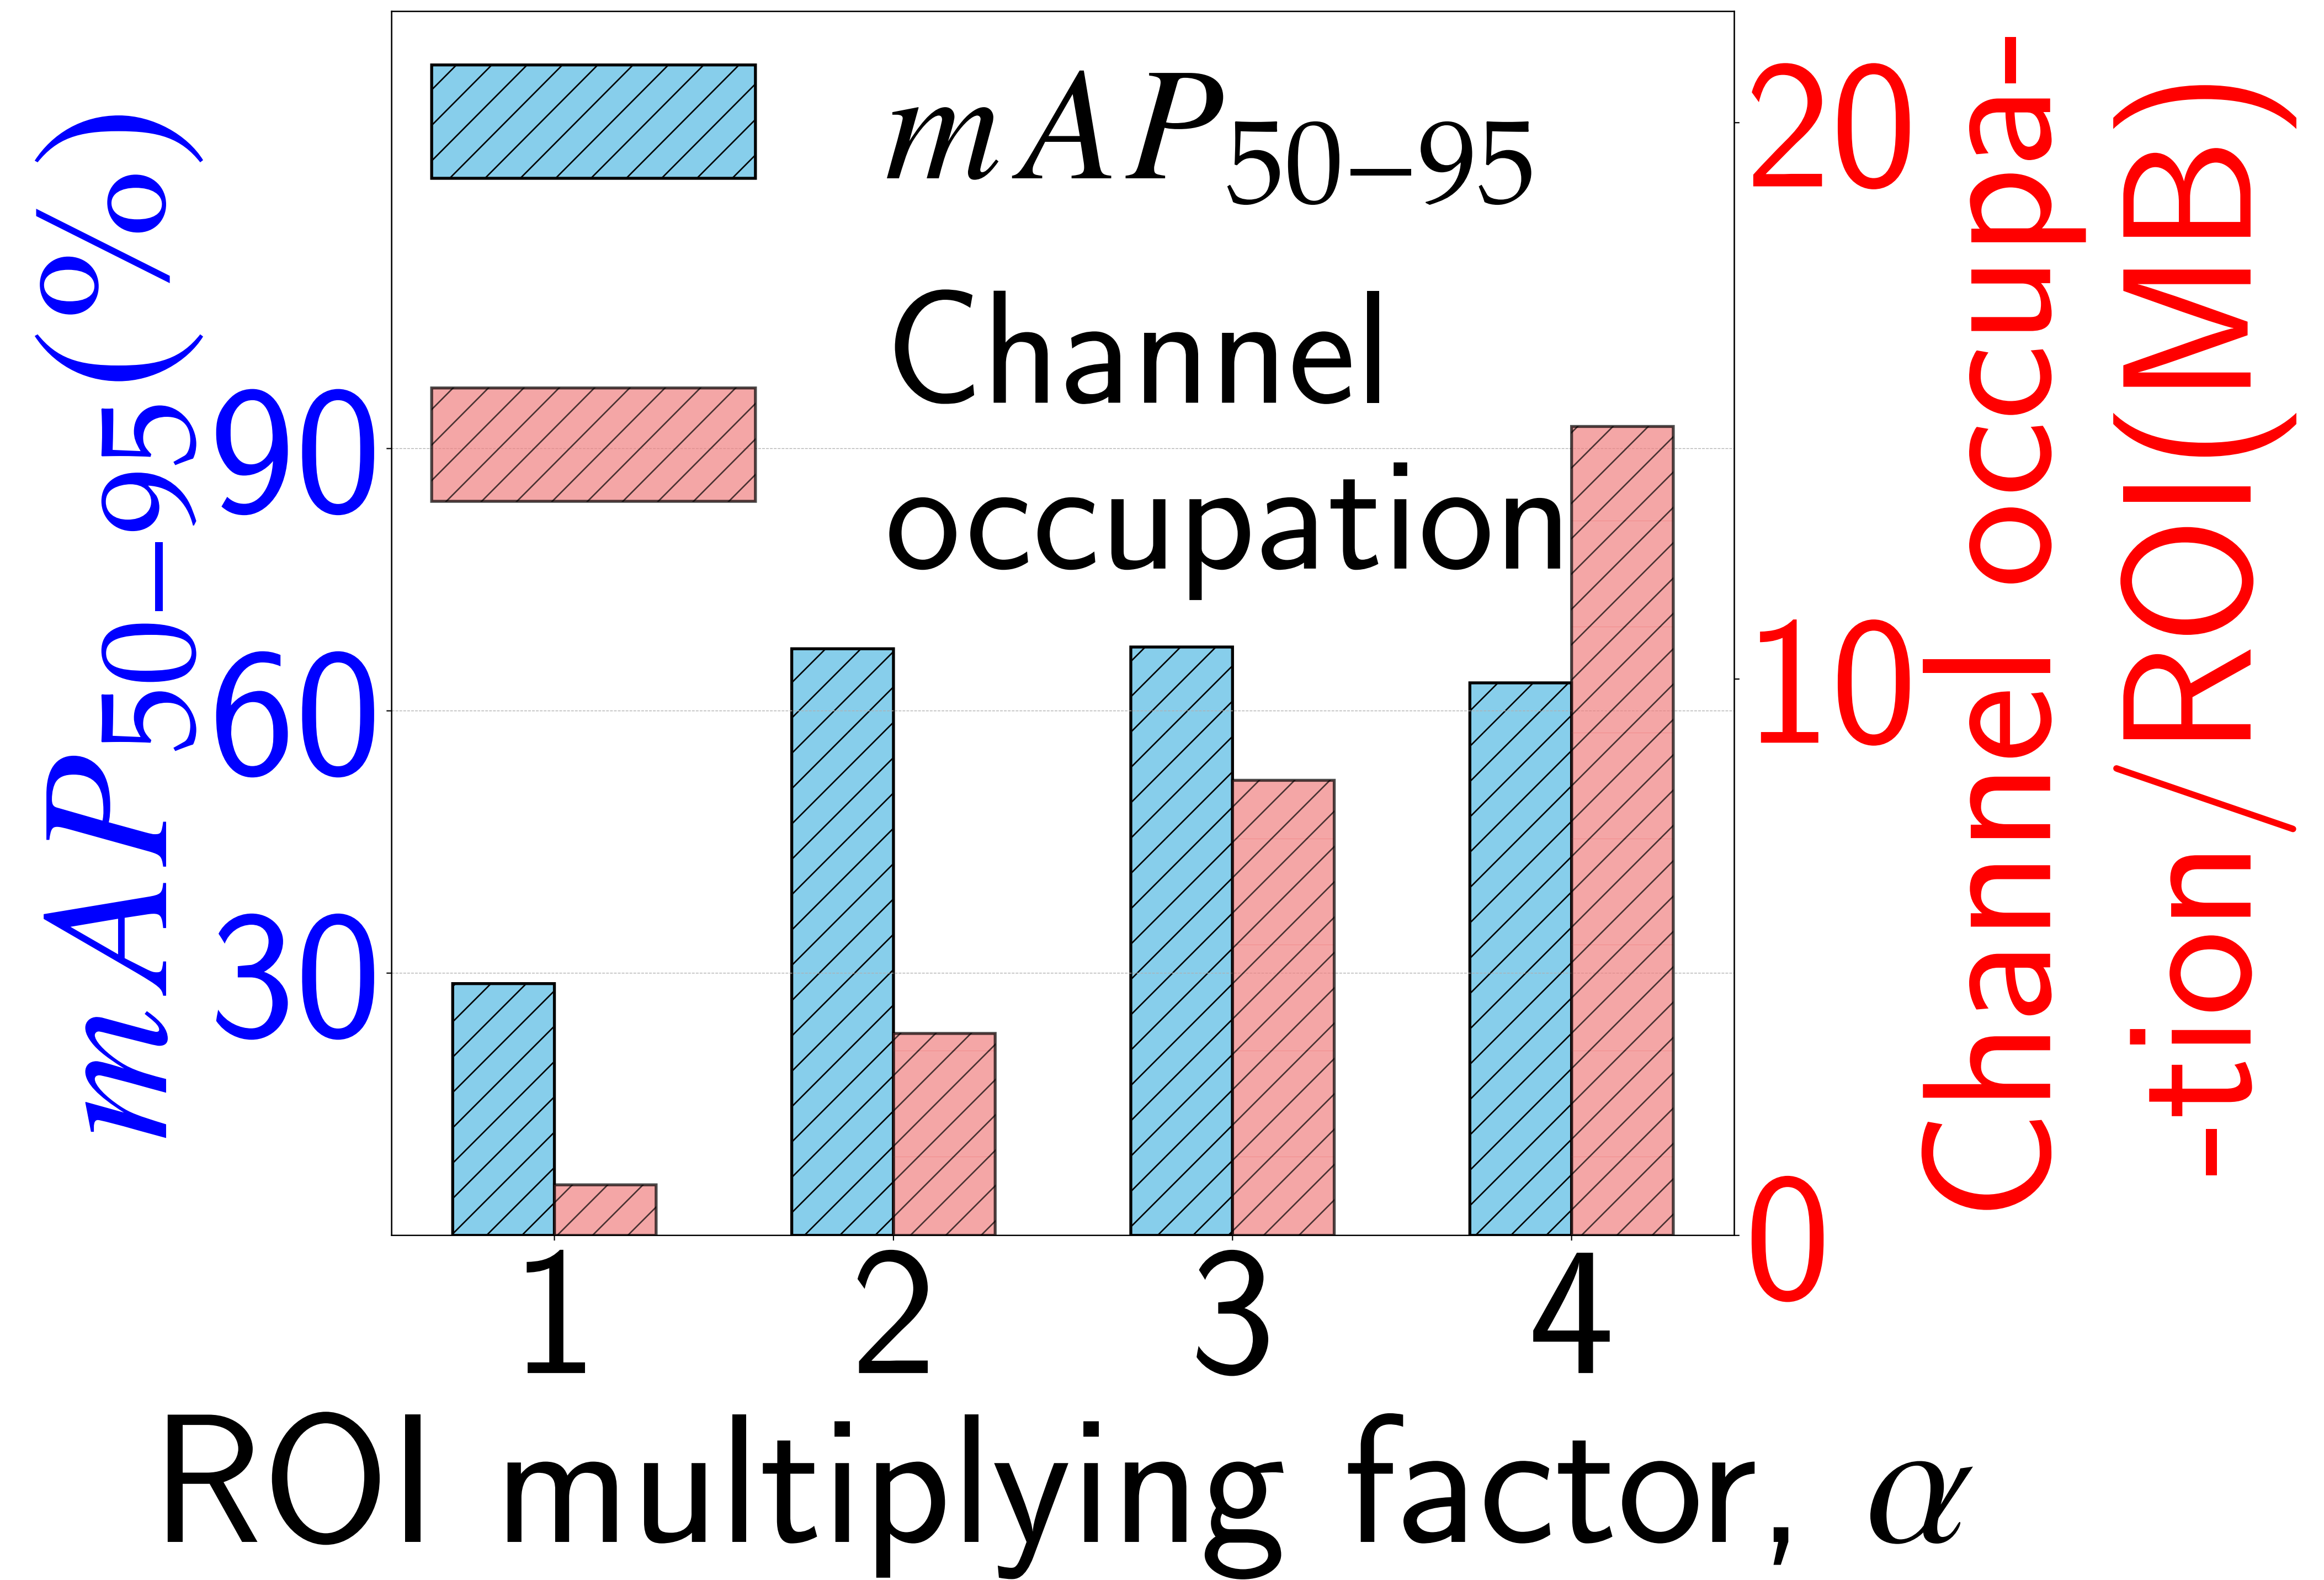 mAP50–95(%)
90
60
30
mAP50–95
Channel
occupation
20
10
0
Channel occupa-
-tion/ROI(MB)
1 2 3 4
ROI multiplying factor, α